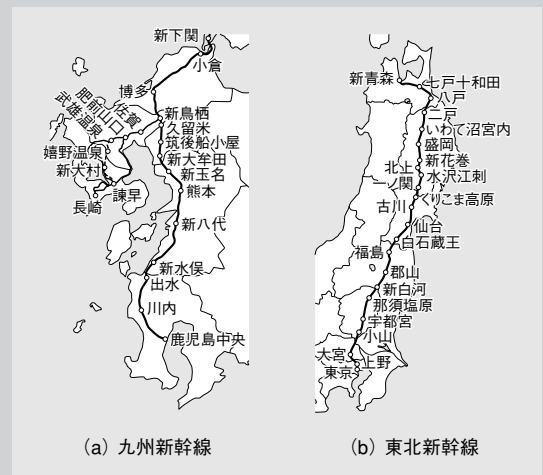 新下関
小倉
博多
新鳥栖
久留米
筑後船小屋
新大牟田
新玉名
熊本
新八代
新水俣
出水
川内
鹿児島中央
佐賀
肥前山口
武雄温泉
嬉野温泉
新大村
諫早
長崎
(a) 九州新幹線
新青森
七戸十和田
八戸
二戸
いわて沼宮内
盛岡
新花巻
北上
水沢江刺
一ノ関
くりこま高原
古川
仙台
白石蔵王
福島
郡山
新白河
那須塩原
宇都宮
小山
大宮
上野
東京
(b) 東北新幹線